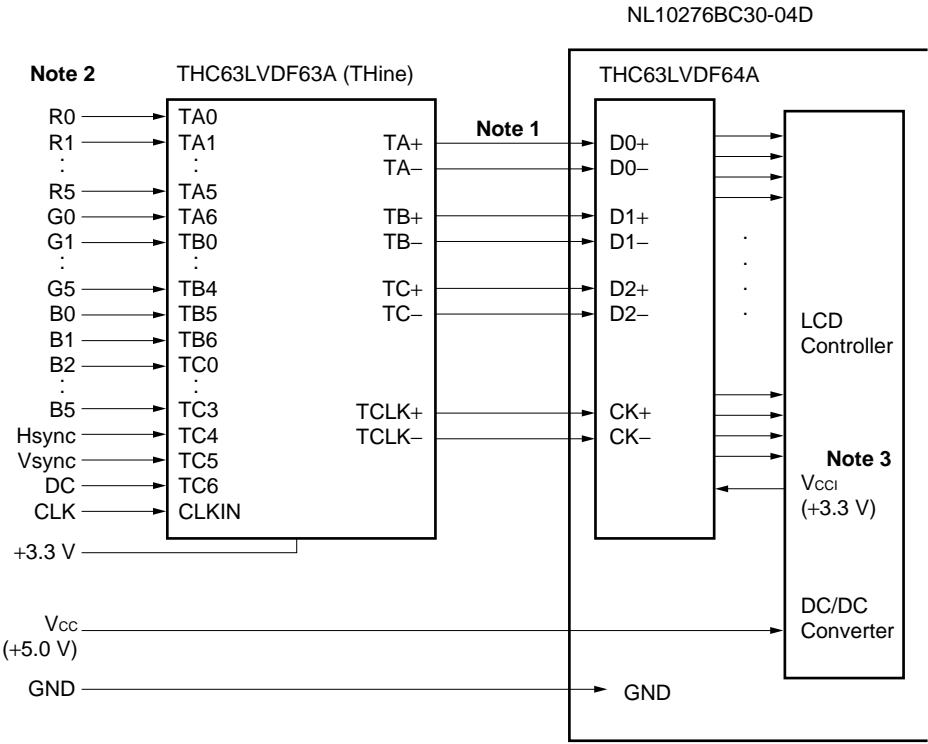 NL10276BC30-04D
Note 2
THC63LVDF63A (THine)
THC63LVDF64A
R0
R1
:
R5
G0
G1
:
G5
B0
B1
B2
:
B5
Hsync
Vsync
DC
CLK
+3.3 V
VCC
(+5.0 V)
GND
TA0
TA1
:
TA5
TA6
TB0
:
TB4
TB5
TB6
TC0
:
TC3
TC4
TC5
TC6
CLKIN
TA+
TA−
TB+
TB−
TC+
TC−
TCLK+
TCLK−
Note 1
D0+
D0−
D1+
D1−
D2+
D2−
CK+
CK−
LCD
Controller
Note 3
VCCI
(+3.3 V)
DC/DC
Converter
GND